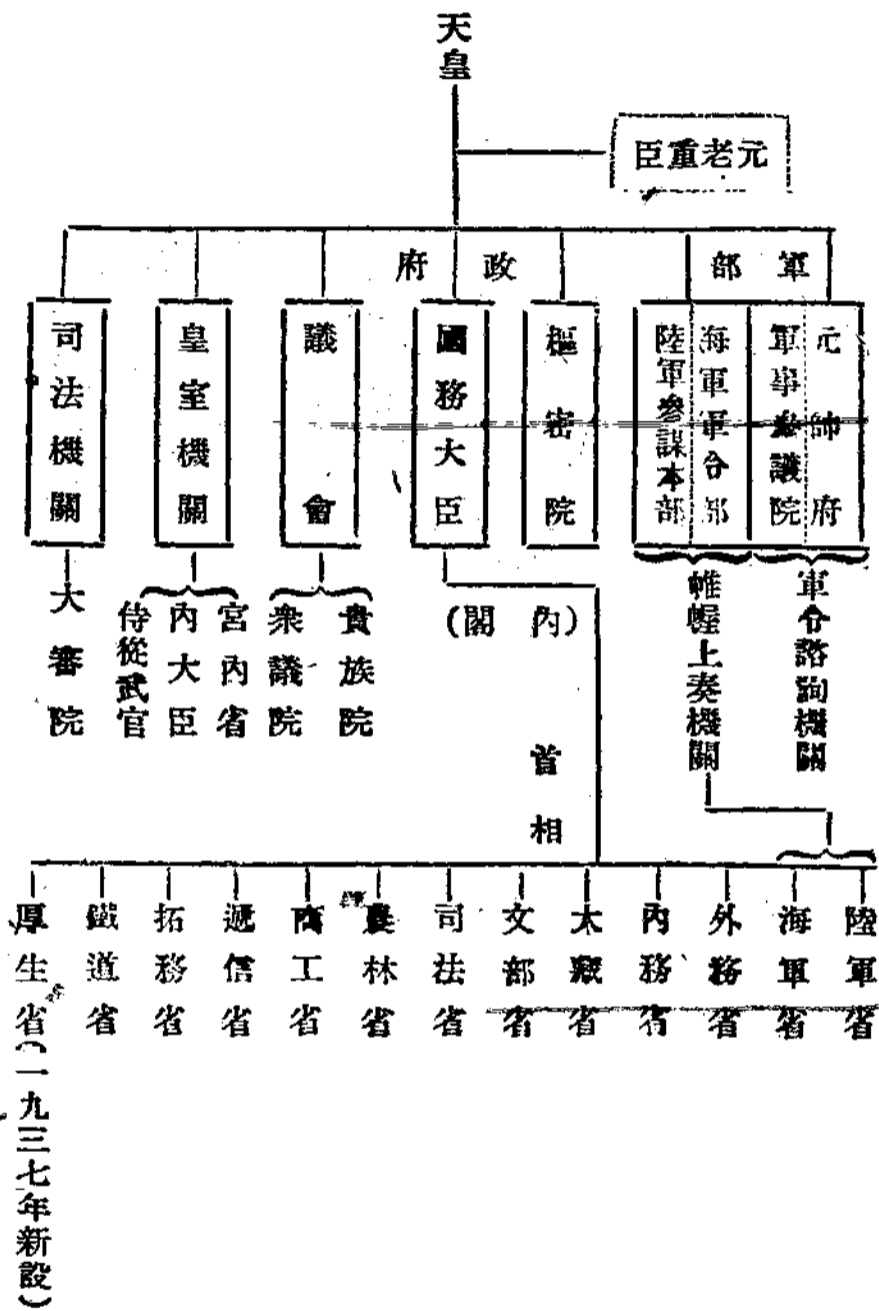 天皇
臣重老元
部軍
府政
元帥府
軍事參議院
海軍軍令部
陸軍參謀本部
樞密院
國務大臣
議會
皇室機關
司法機關
軍令諮詢機關
帷幄上奏機關
(閣內)
貴族院
衆議院
宮內省
內大臣
侍從武官
大審院
首相
陸軍省
海軍省
外務省
內務省
大藏省
文部省
司法省
農林省
商工省
遞信省
拓務省
鐵道省
厚生省(一九三七年新設)